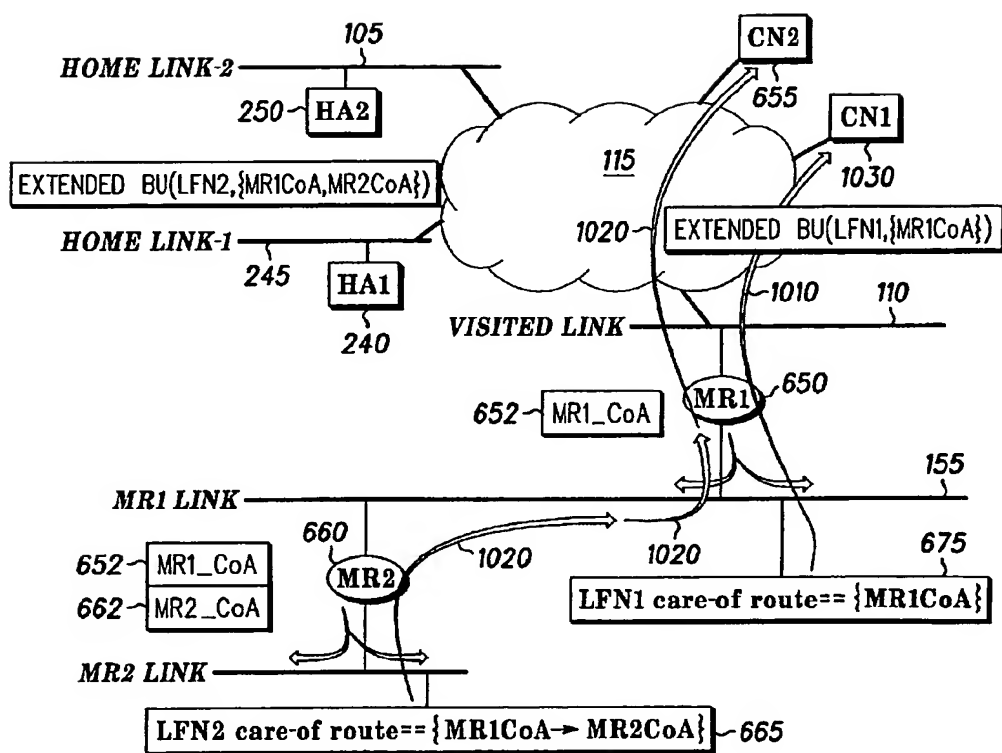 105
CN2
HOME LINK-2
655
250
HA2
CN1
115
1030
EXTENDED BU(LFN2,{MR1CoA,MR2CoA})
1020
EXTENDED BU(LFN1,{MR1CoA})
HOME LINK-1
245
HA1
1010
110
240
VISITED LINK
MR1
650
652
MR1_CoA
155
MR1 LINK
660
1020
1020
675
652
MR1_CoA
MR2
662
MR2_CoA
LFN1 care-of route=={MR1CoA}
MR2 LINK
LFN2 care-of route=={MR1CoA→MR2CoA}
665